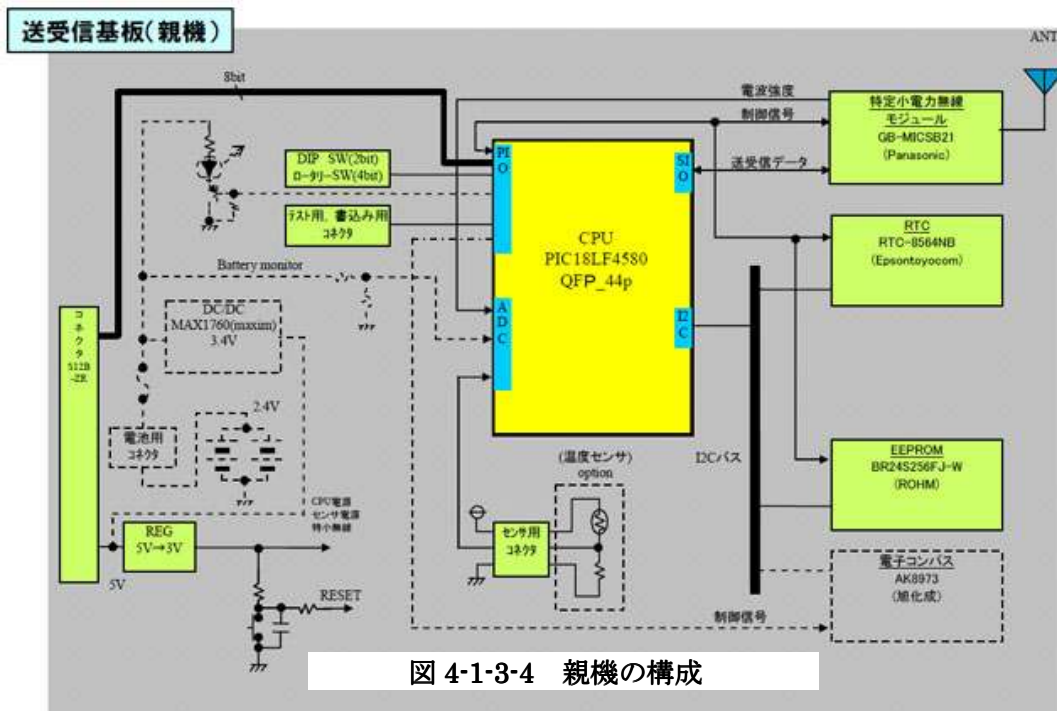 送受信基板(親機)
8bit
ANT
電波強度
制御信号
特定小電力無線
モジュール
GB-MICSB21
(Panasonic)
PIO
SIO
送受信データ
DIP SW(2bit)
ロータリーSW(4bit)
テスト用, 書込み用
コネクタ
CPU
PIC18LF4580
QFP_44p
RTC
RTC-8564NB
(Epsontoyocom)
Battery monitor
ADC
I2C
コネクタ
S12B
-ZR
DC/DC
MAX1760(maxim)
3.4V
2.4V
電池用
コネクタ
(温度センサ)
option
I2Cバス
EEPROM
BR24S256FJ-W
(ROHM)
CPU電源
センサ電源
特小無線
REG
5V→3V
5V
センサ用
コネクタ
電子コンパス
AK8973
(旭化成)
RESET
制御信号
図 4-1-3-4 親機の構成